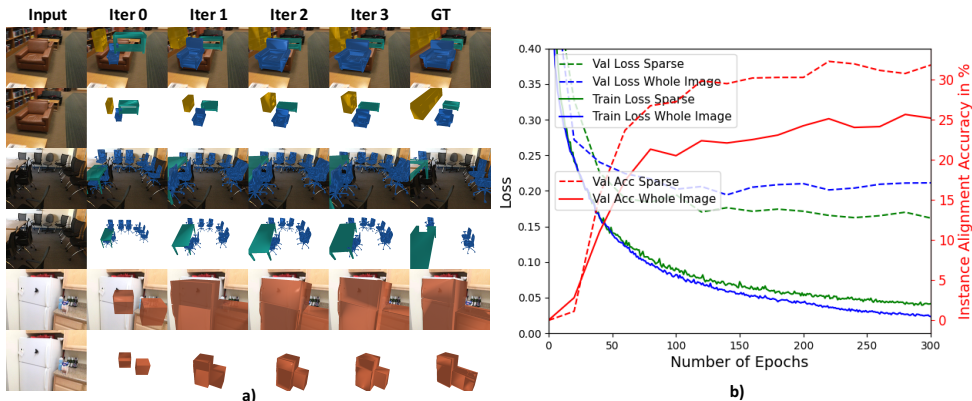 Input Iter 0 Iter 1 Iter 2 Iter 3 GT
a)
0.40
0.35
0.30
0.25
0.20
0.15
0.10
0.05
0.00
Loss
Val Loss Sparse
Val Loss Whole Image
Train Loss Sparse
Train Loss Whole Image
Val Acc Sparse
Val Acc Whole Image
30
25
20
15
10
5
0
Instance Alignment Accuracy in %
0 50 100 150 200 250 300
Number of Epochs
b)